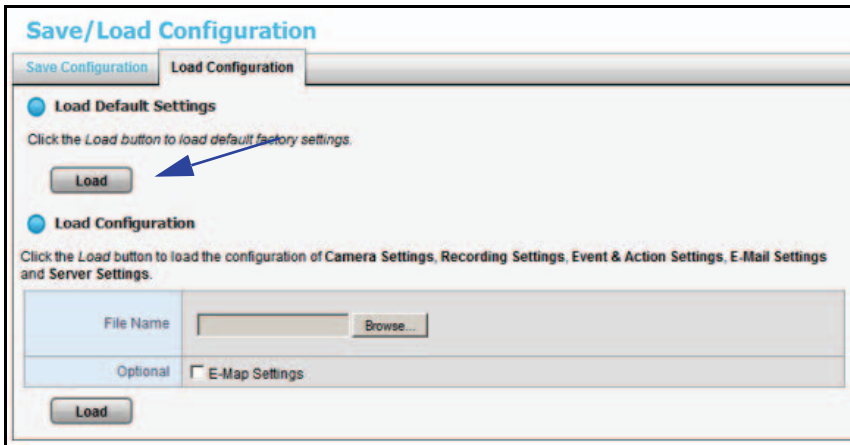 Save/Load Configuration
Save Configuration
Load Configuration
Load Default Settings
Click the Load button to load default factory settings.
Load
Load Configuration
Click the Load button to load the configuration of Camera Settings, Recording Settings, Event & Action Settings, E-Mail Settings
and Server Settings.
File Name
Browse...
Optional
E-Map Settings
Load